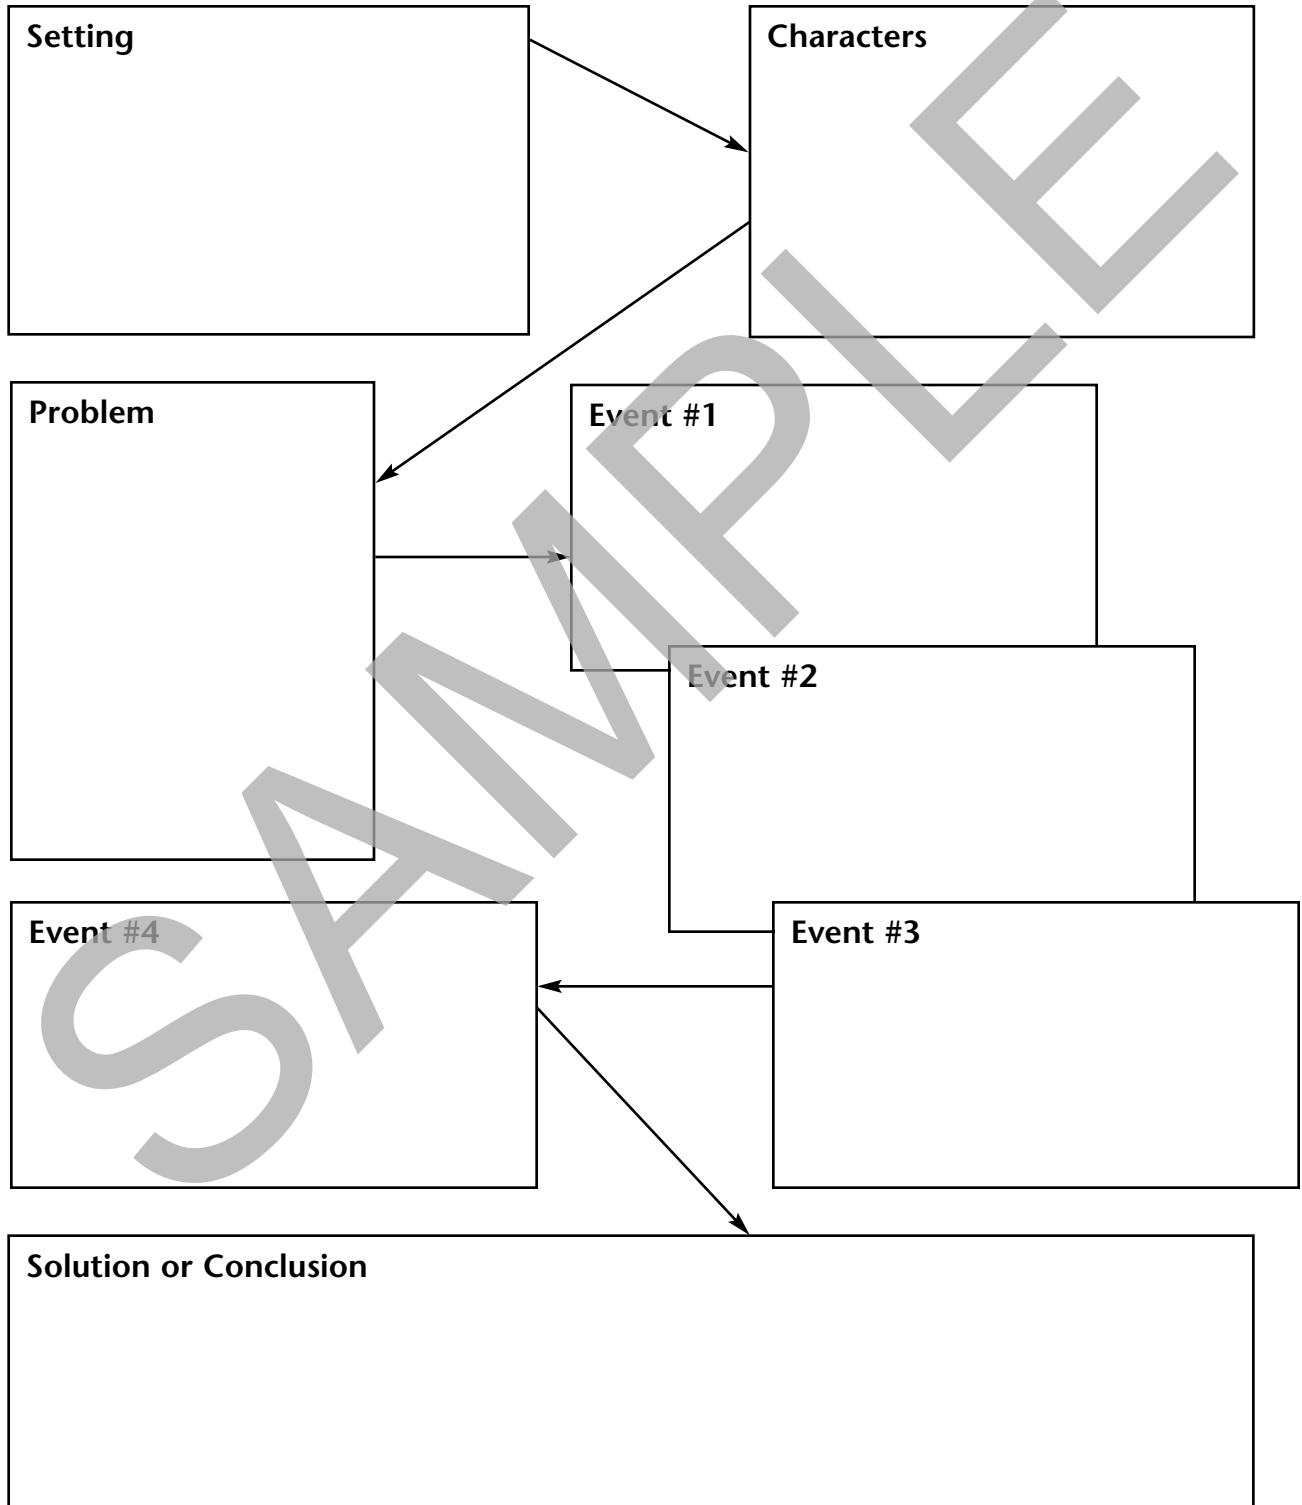 Setting
Characters
Problem
Event #1
Event #2
Event #4
Event #3
Solution or Conclusion
SAMPLE